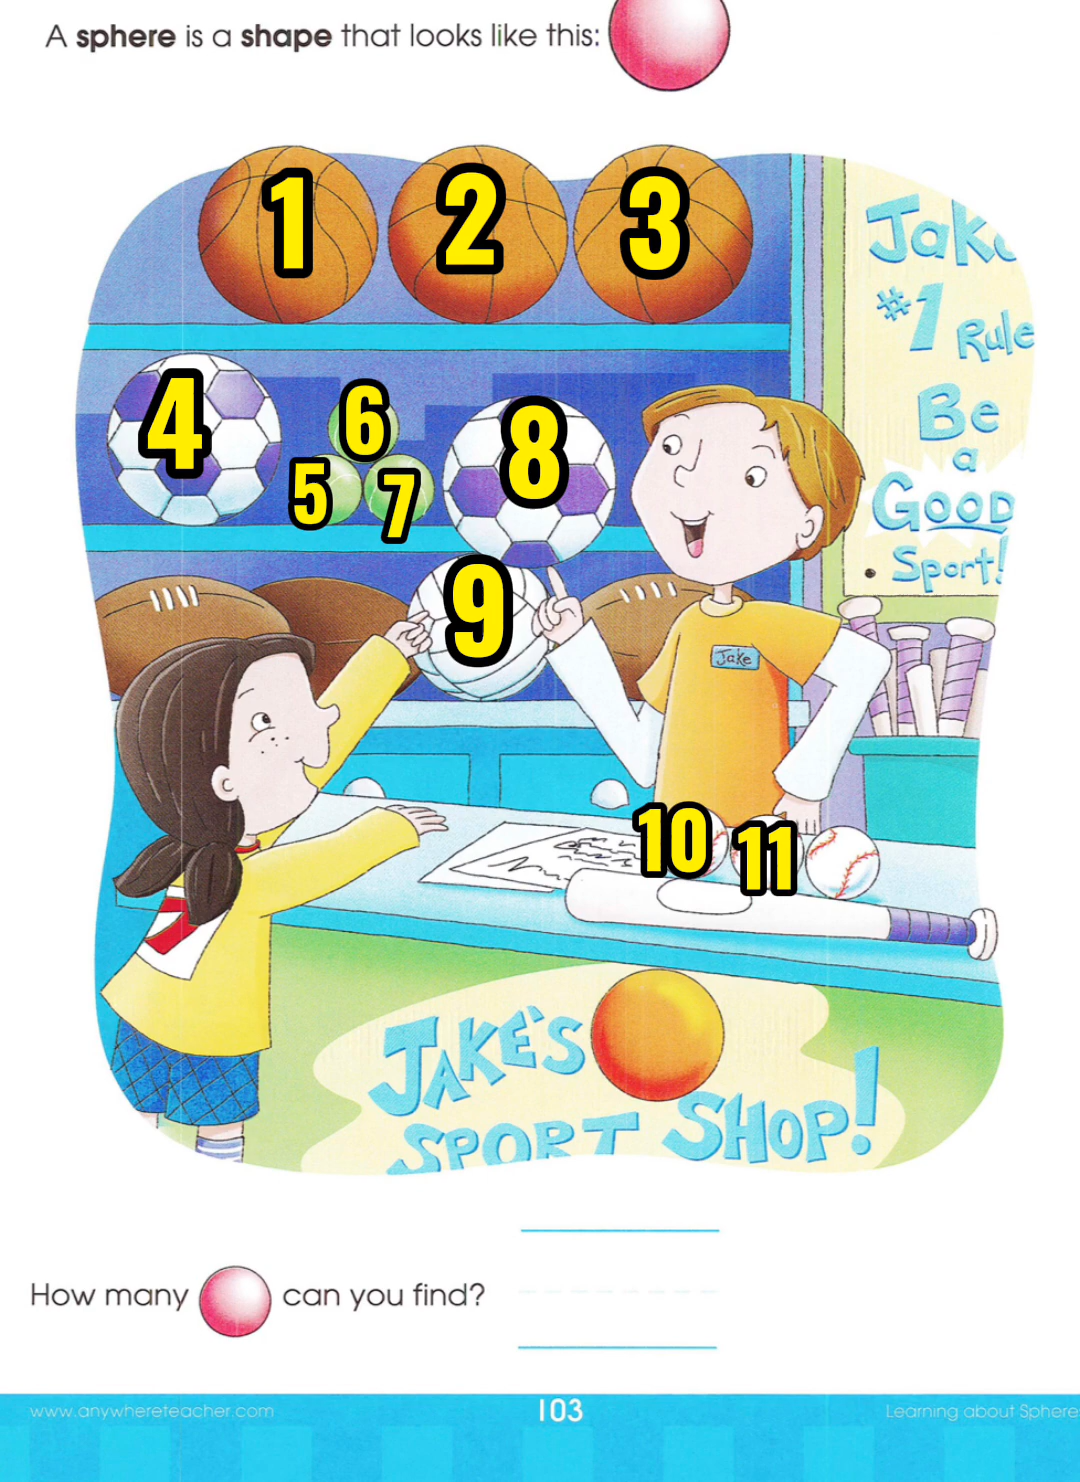 A sphere is a shape that looks like this:
1 2 3
Jake
#1 Rule
Be
a
GOOD
Sport!
4 5 6 7 8
9
Jake
10 11
JAKE'S
SPORT SHOP!
How many can you find?
www.anywhereteacher.com
103
Learning about Sphere